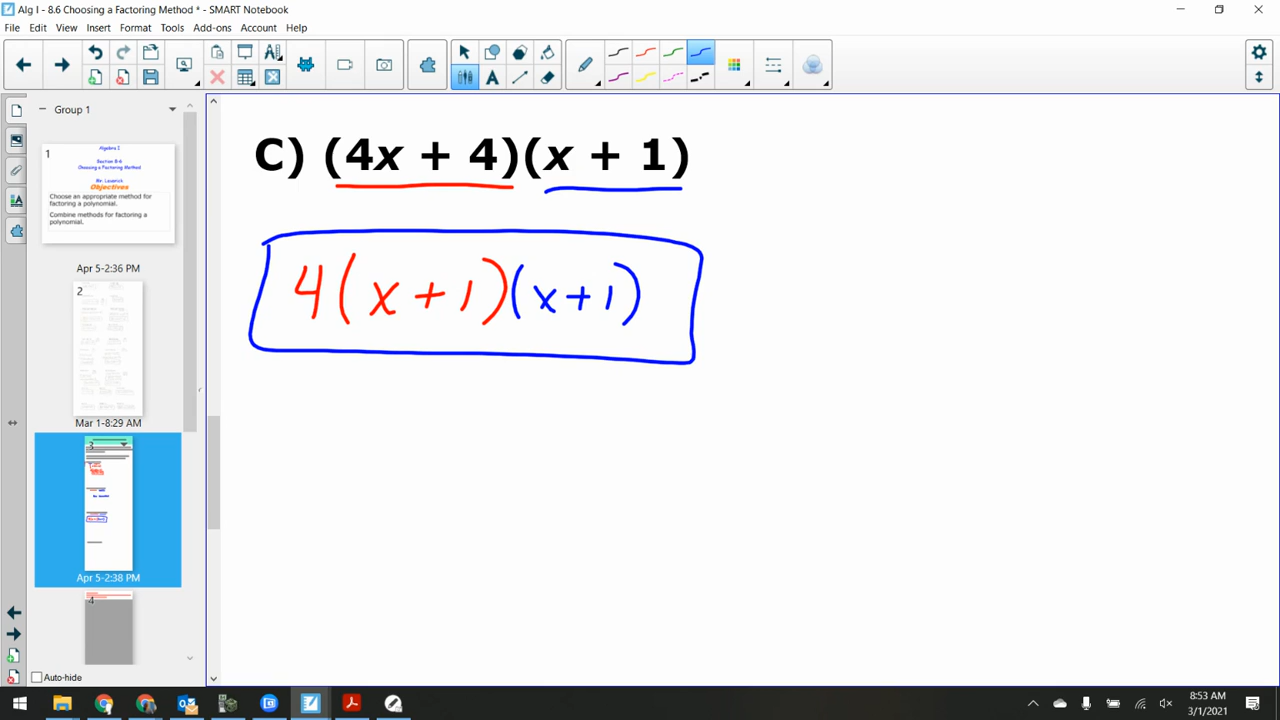 Alg I - 8.6 Choosing a Factoring Method * - SMART Notebook
File Edit View Insert Format Tools Add-ons Account Help
Group 1
1
Algebra I
Section 8-6
Choosing a Factoring Method
Objectives
Choose an appropriate method for
factoring a polynomial.
Combine methods for factoring a
polynomial.
Apr 5-2:36 PM
2
Mar 1-8:29 AM
3
Apr 5-2:38 PM
4
Auto-hide
C) (4x + 4)(x + 1)
4(x+1)(x+1)
8:53 AM
3/1/2021